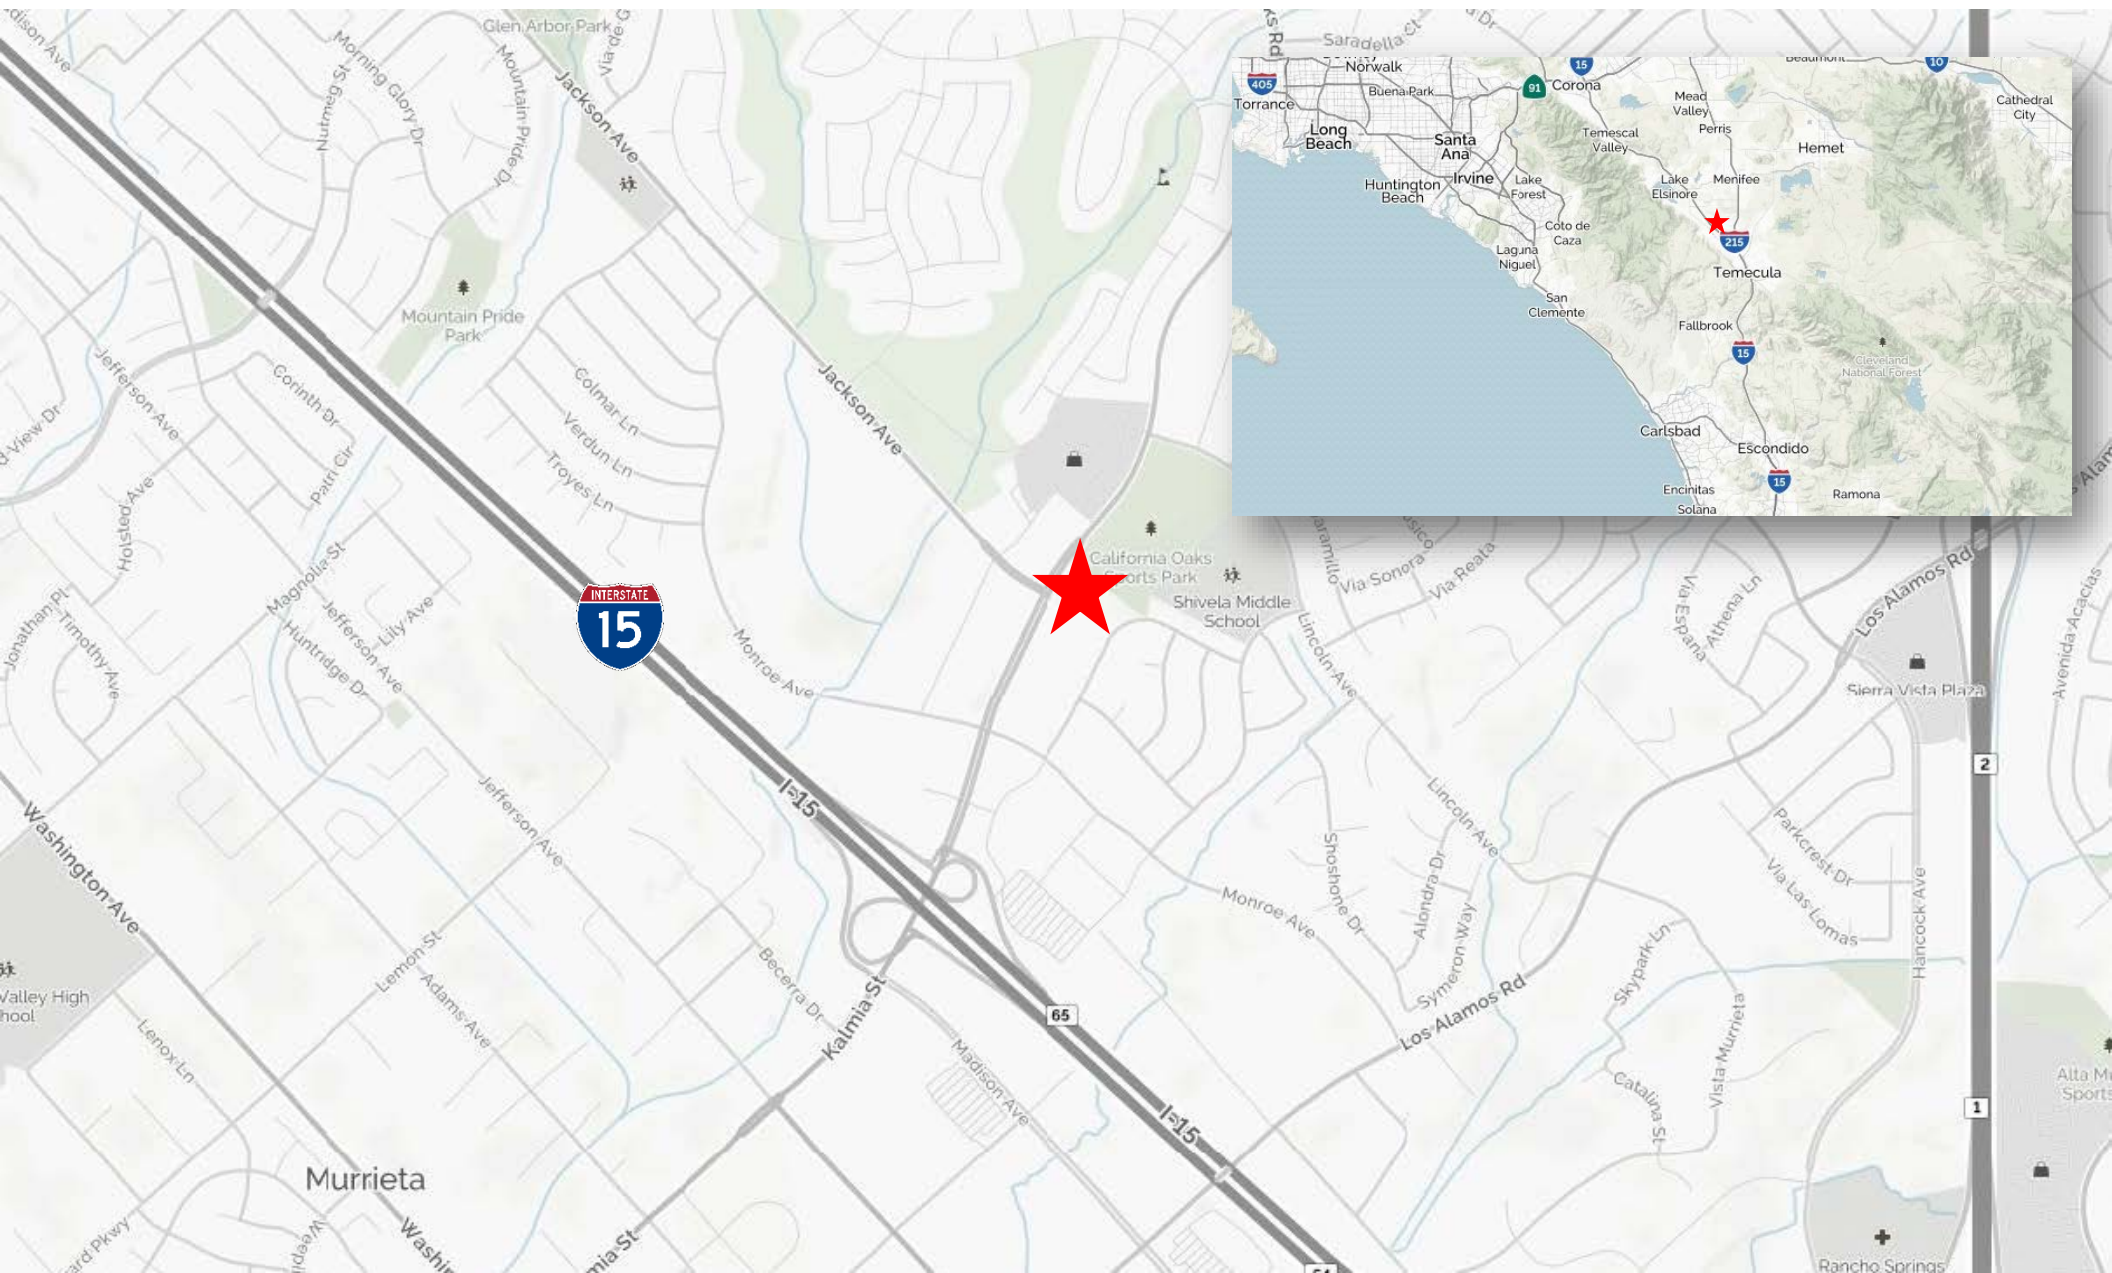 Glen Arbor Park
Morning Glory Dr
Nutmeg St
Mountain Pride Dr
Jackson Ave
Saradella Ct
Mountain Pride
Park
Jefferson Ave
Corinth Dr
Patri Cir
Holsted Ave
Colmar Ln
Verdun Ln
Troyes Ln
Jackson Ave
Magnolia St
Jefferson Ave
Lily Ave
Huntridge Dr
Jonathan Pl
Timothy Ave
INTERSTATE
15
Monroe Ave
California Oaks
Shivela Middle
School
Lincoln Ave
Via Sonora
Via Reata
Via Espana
Athena Ln
Los Alamos Rd
Avenida Acacias
Sierra Vista Plaza
2
Washington Ave
Jefferson Ave
I-15
Lincoln Ave
Shoshone Dr
Alondra Dr
Symeron Way
Monroe Ave
Parkcrest Dr
Via Las Lomas
Hancock Ave
Skypark Ln
Vista Murrieta
Catalina St
Los Alamos Rd
Lemon St
Adams Ave
Becerra Dr
Kalmia St
Madison Ave
65
Valley High
Lenox Ln
I-15
1
Murrieta
Rancho Springs
405
Torrance
Norwalk
Buena Park
91
15
Corona
10
Cathedral
City
Mead
Valley
Perris
Temescal
Valley
Hemet
Long
Beach
Santa
Ana
Irvine
Huntington
Beach
Lake
Forest
Lake
Elsinore
Menifee
Coto de
Caza
215
Laguna
Niguel
Temecula
San
Clemente
Fallbrook
15
Cleveland
National Forest
Carlsbad
Escondido
15
Encinitas
Solana
Ramona